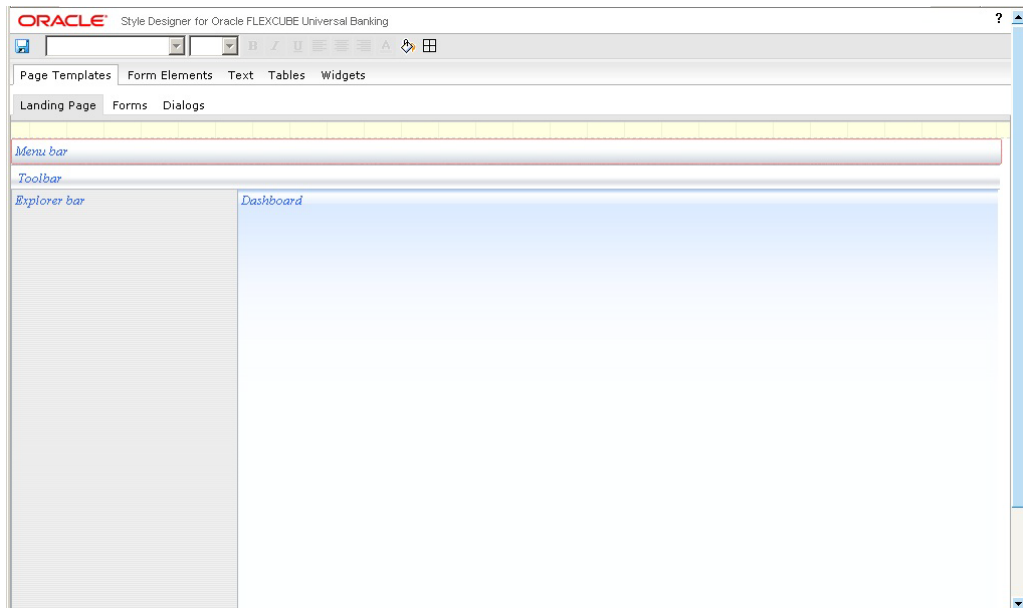 ORACLE® Style Designer for Oracle FLEXCUBE Universal Banking ?
B I U A
Page Templates Form Elements Text Tables Widgets
Landing Page Forms Dialogs
Menu bar
Toolbar
Explorer bar Dashboard